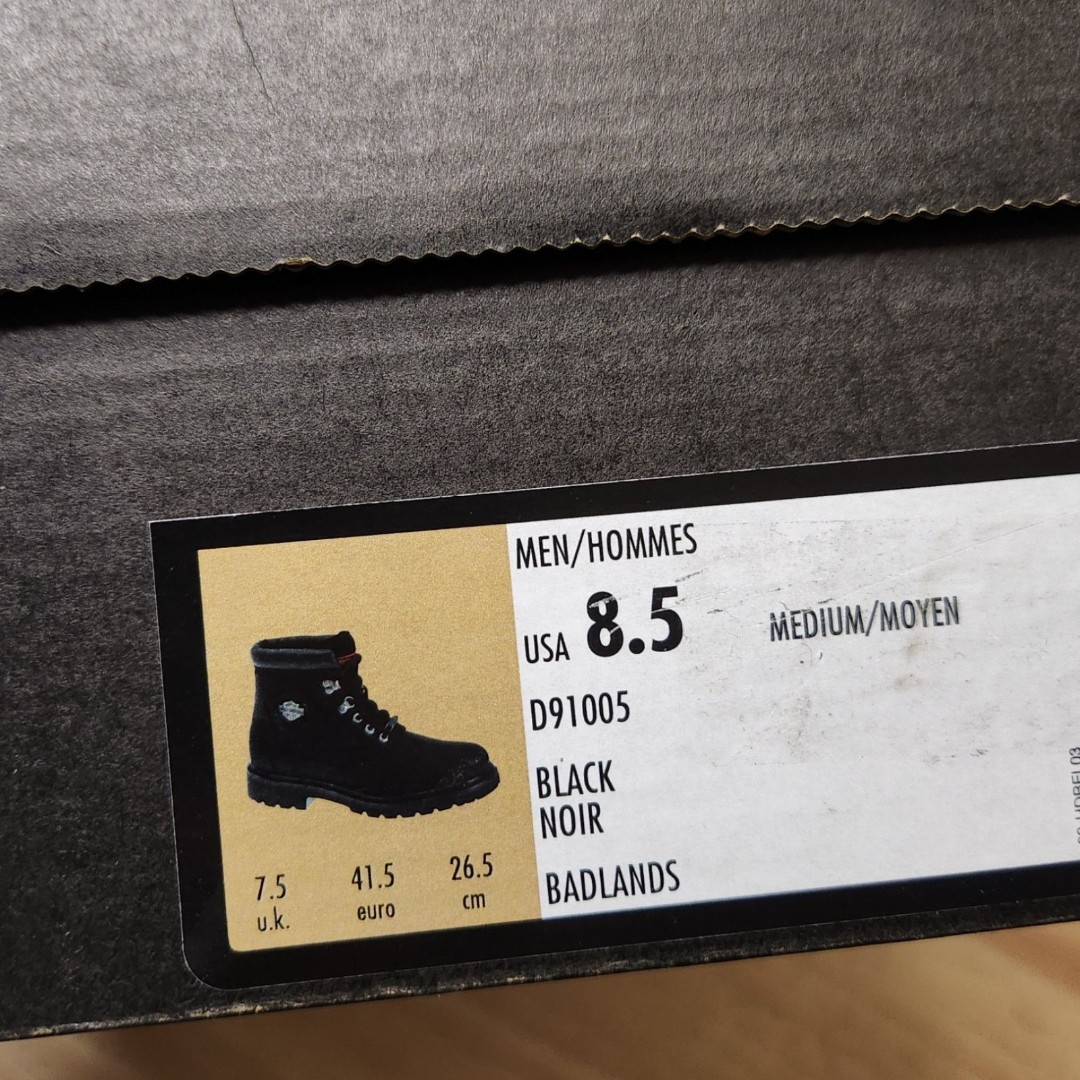 MEN/HOMMES
USA 8.5 MEDIUM/MOYEN
D91005
BLACK
NOIR
BADLANDS
7.5 41.5 26.5
u.k. euro cm